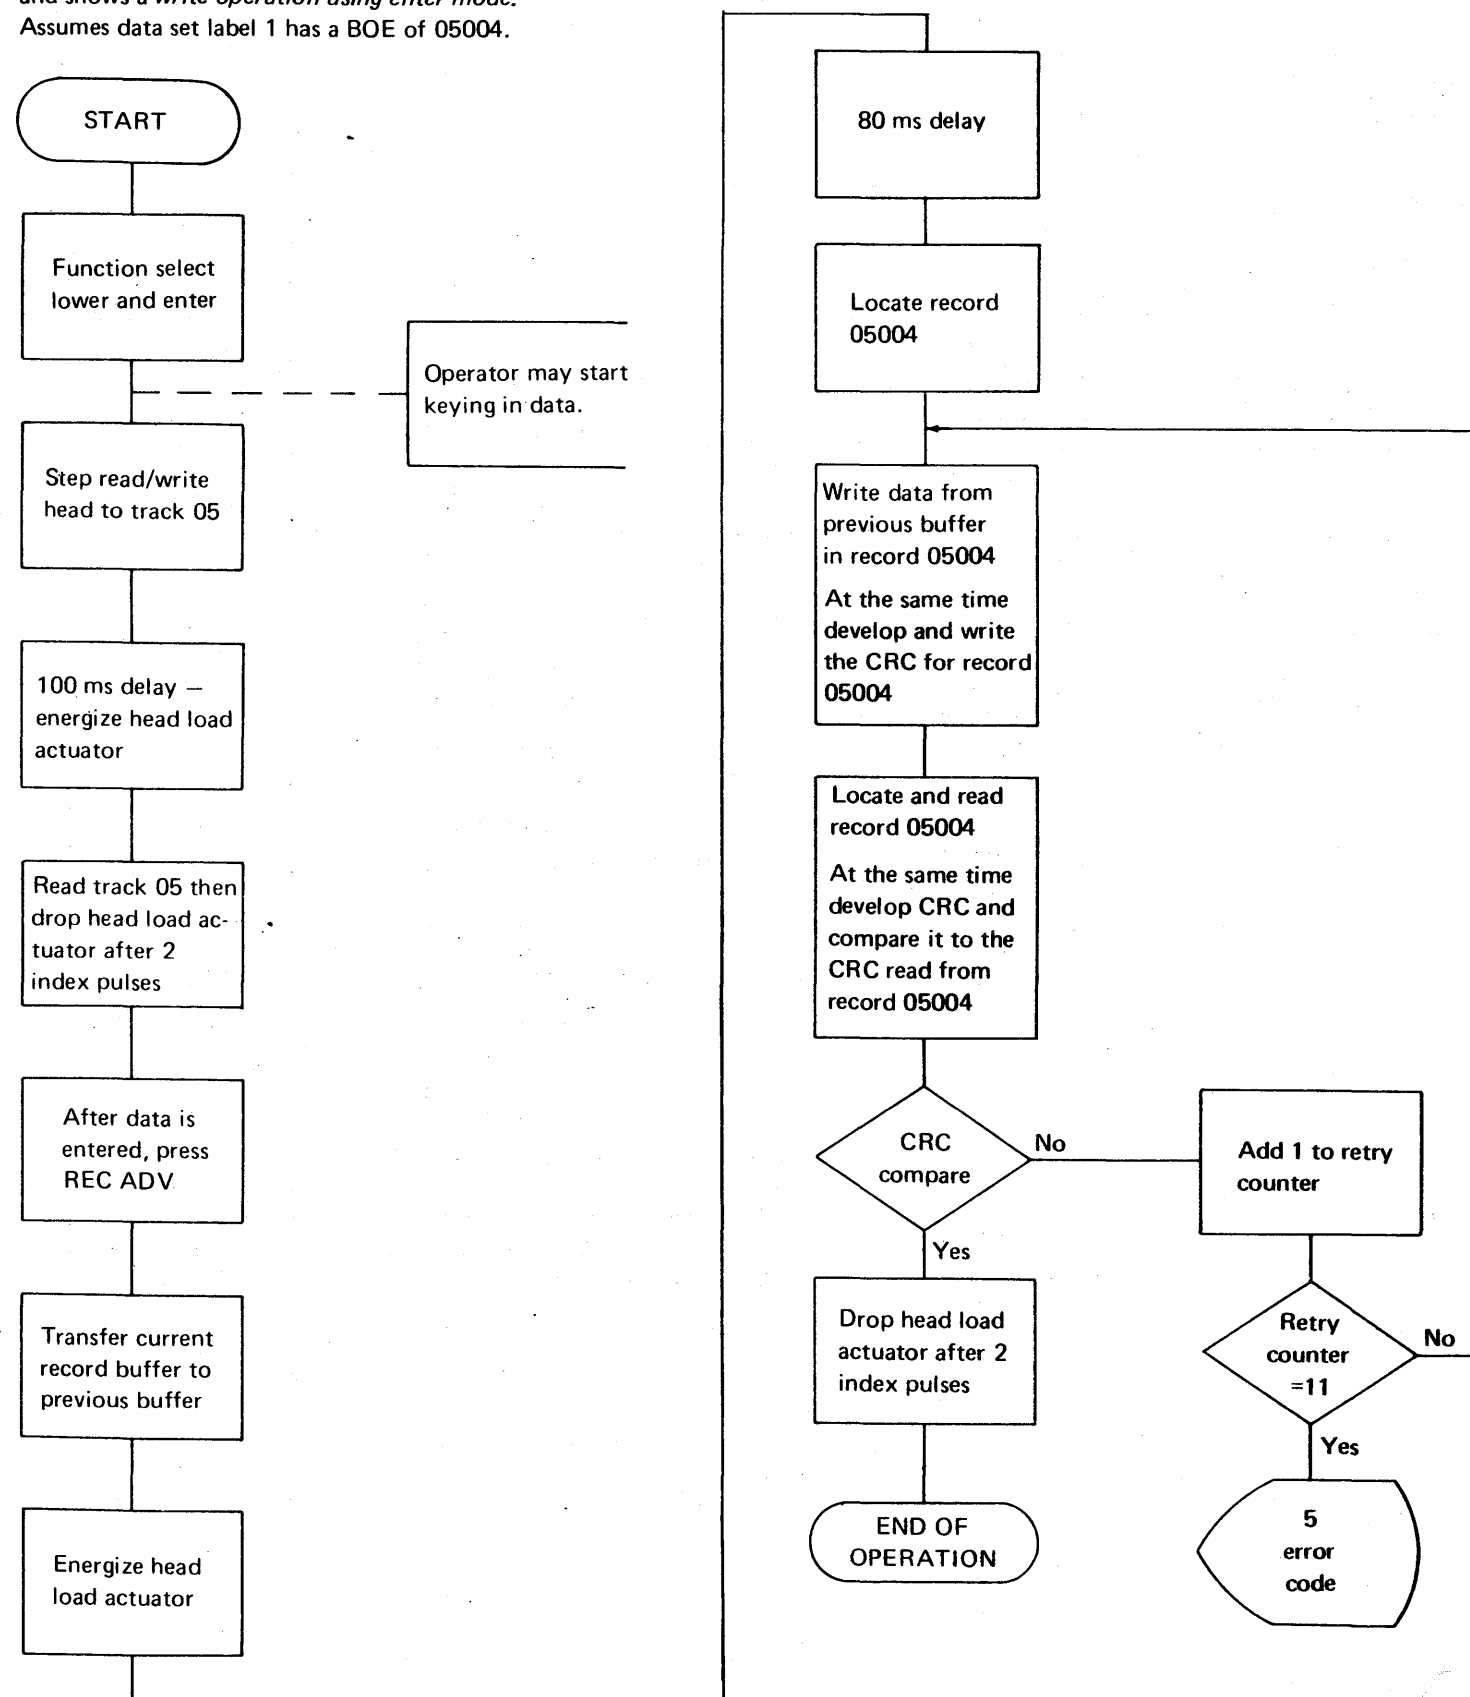 and shows a write operation using enter mode.
Assumes data set label 1 has a BOE of 05004.
START
Function select
lower and enter
Operator may start
keying in data.
Step read/write
head to track 05
100 ms delay —
energize head load
actuator
Read track 05 then
drop head load ac-
tuator after 2
index pulses
After data is
entered, press
REC ADV
Transfer current
record buffer to
previous buffer
Energize head
load actuator
80 ms delay
Locate record
05004
Write data from
previous buffer
in record 05004
At the same time
develop and write
the CRC for record
05004
Locate and read
record 05004
At the same time
develop CRC and
compare it to the
CRC read from
record 05004
CRC
compare
No
Yes
Add 1 to retry
counter
Retry
counter
=11
No
Yes
Drop head load
actuator after 2
index pulses
5
error
code
END OF
OPERATION